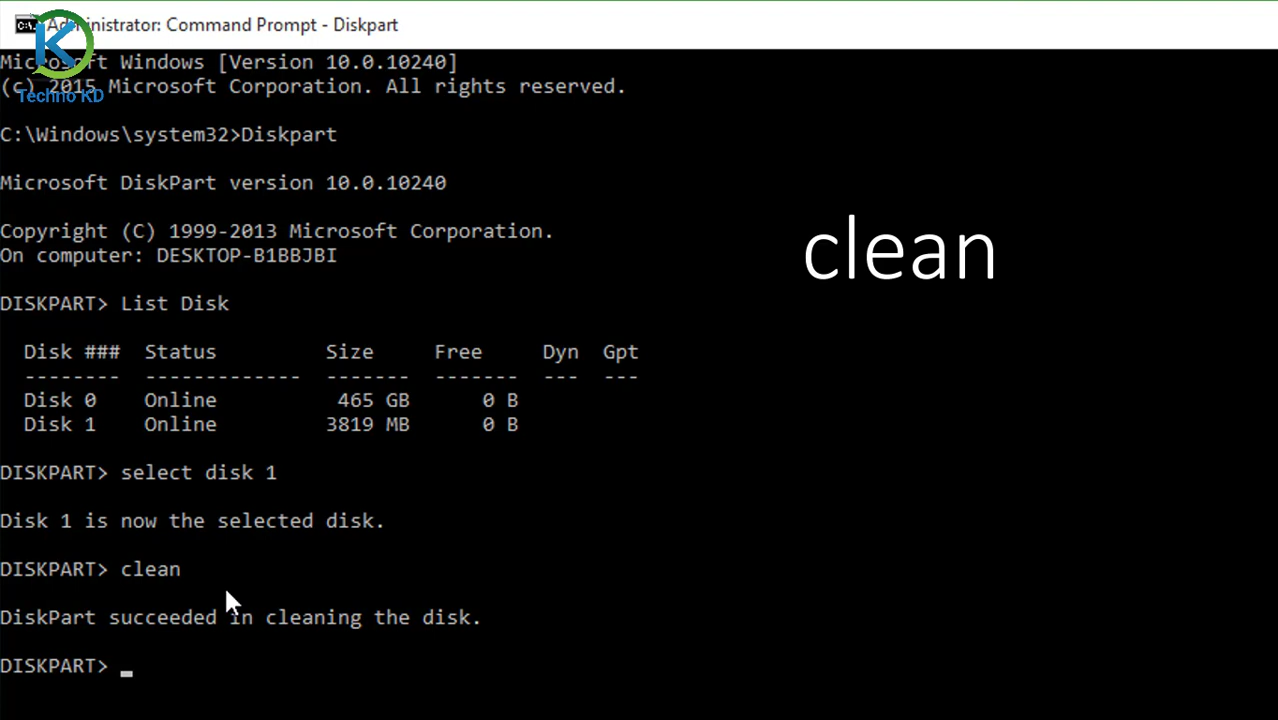 Administrator: Command Prompt - Diskpart
Techno KD
Microsoft Windows [Version 10.0.10240]
(c) 2015 Microsoft Corporation. All rights reserved.
C:\Windows\system32>Diskpart
Microsoft DiskPart version 10.0.10240
Copyright (C) 1999-2013 Microsoft Corporation.
On computer: DESKTOP-B1BBJBI
clean
DISKPART> List Disk
Disk ### Status Size Free Dyn Gpt
-------- ------------- ------- ------- --- ---
Disk 0 Online 465 GB 0 B
Disk 1 Online 3819 MB 0 B
DISKPART> select disk 1
Disk 1 is now the selected disk.
DISKPART> clean
DiskPart succeeded in cleaning the disk.
DISKPART> _